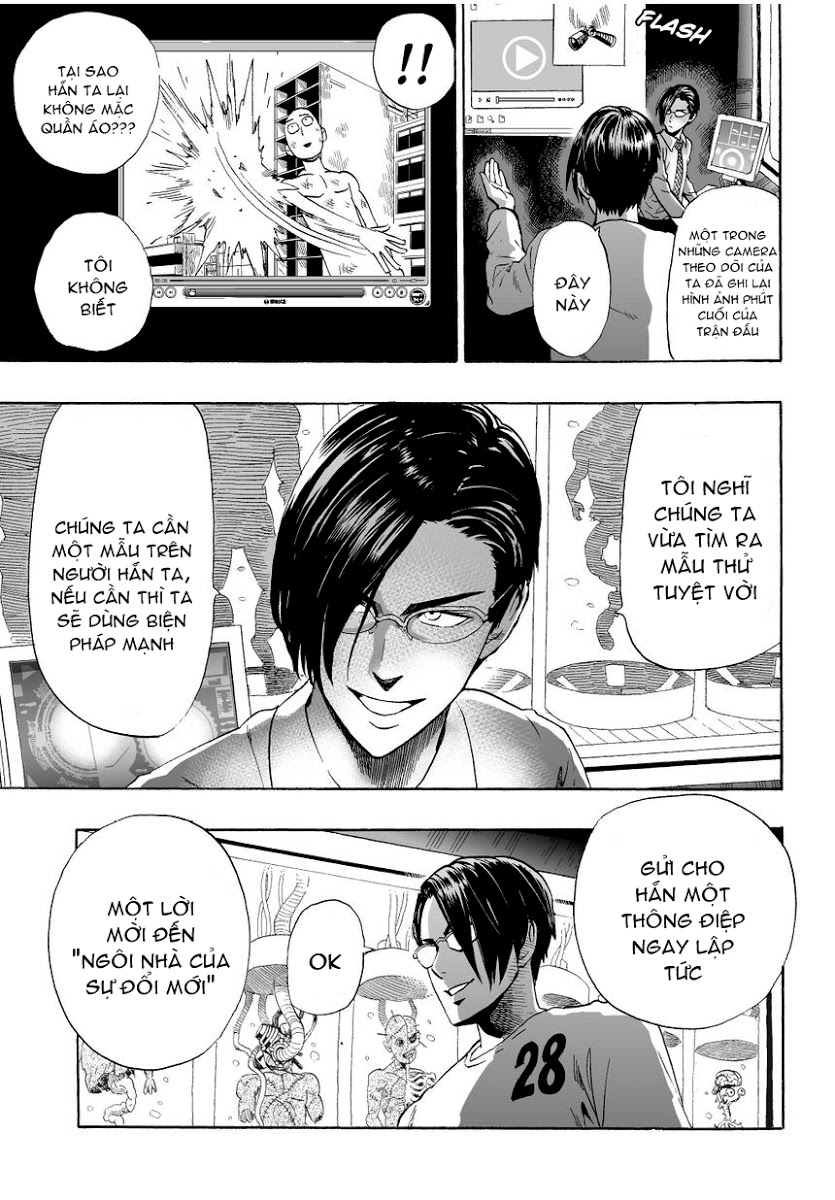 FLASH
MỘT TRONG
NHỮNG CAMERA
THEO DÕI CỦA
TA ĐÃ GHI LẠI
HÌNH ẢNH PHÚT
CUỐI CỦA
TRẬN ĐẤU
ĐÂY
NÀY
!!
TẠI SAO
HẮN TA LẠI
KHÔNG MẶC
QUẦN ÁO???
TÔI
KHÔNG
BIẾT
TÔI NGHĨ
CHÚNG TA
VỪA TÌM RA
MẪU THỬ
TUYỆT VỜI
CHÚNG TA CẦN
MỘT MẪU TRÊN
NGƯỜI HẮN TA,
NẾU CẦN THÌ TA
SẼ DÙNG BIỆN
PHÁP MẠNH
GỬI CHO
HẮN MỘT
THÔNG ĐIỆP
NGAY LẬP
TỨC
OK
MỘT LỜI
MỜI ĐẾN
"NGÔI NHÀ CỦA
SỰ ĐỔI MỚI"
28